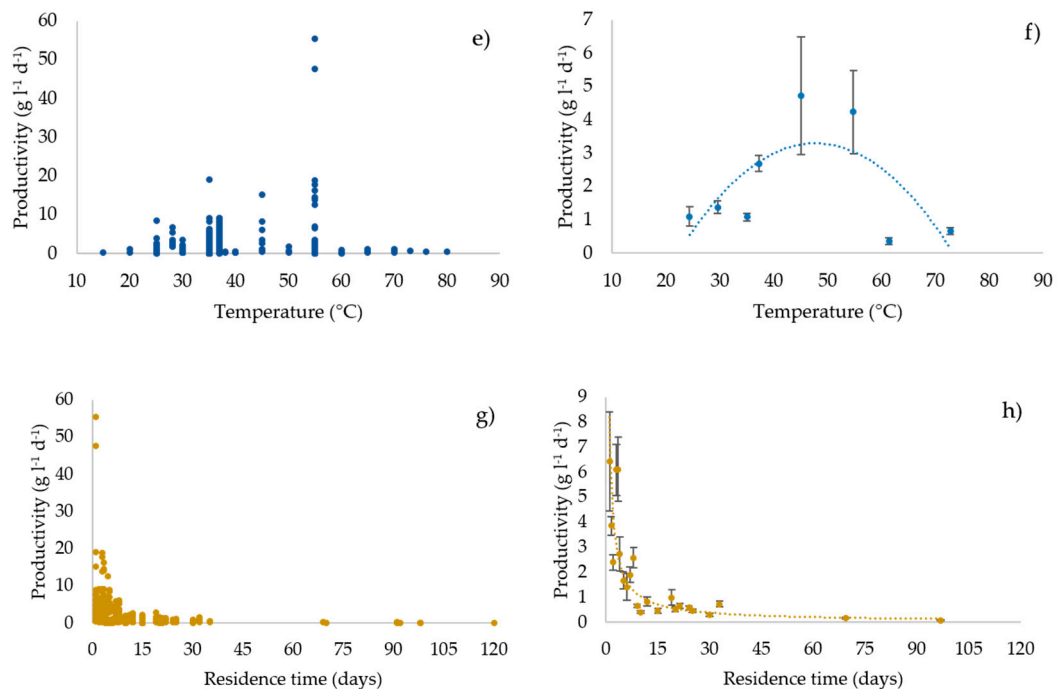 e)
Productivity (g l⁻¹ d⁻¹)
60
50
40
30
20
10
0
10 20 30 40 50 60 70 80 90
Temperature (°C)
f)
Productivity (g l⁻¹ d⁻¹)
7
6
5
4
3
2
1
0
10 20 30 40 50 60 70 80 90
Temperature (°C)
g)
Productivity (g l⁻¹ d⁻¹)
60
50
40
30
20
10
0
0 15 30 45 60 75 90 105 120
Residence time (days)
h)
Productivity (g l⁻¹ d⁻¹)
9
8
7
6
5
4
3
2
1
0
0 15 30 45 60 75 90 105 120
Residence time (days)